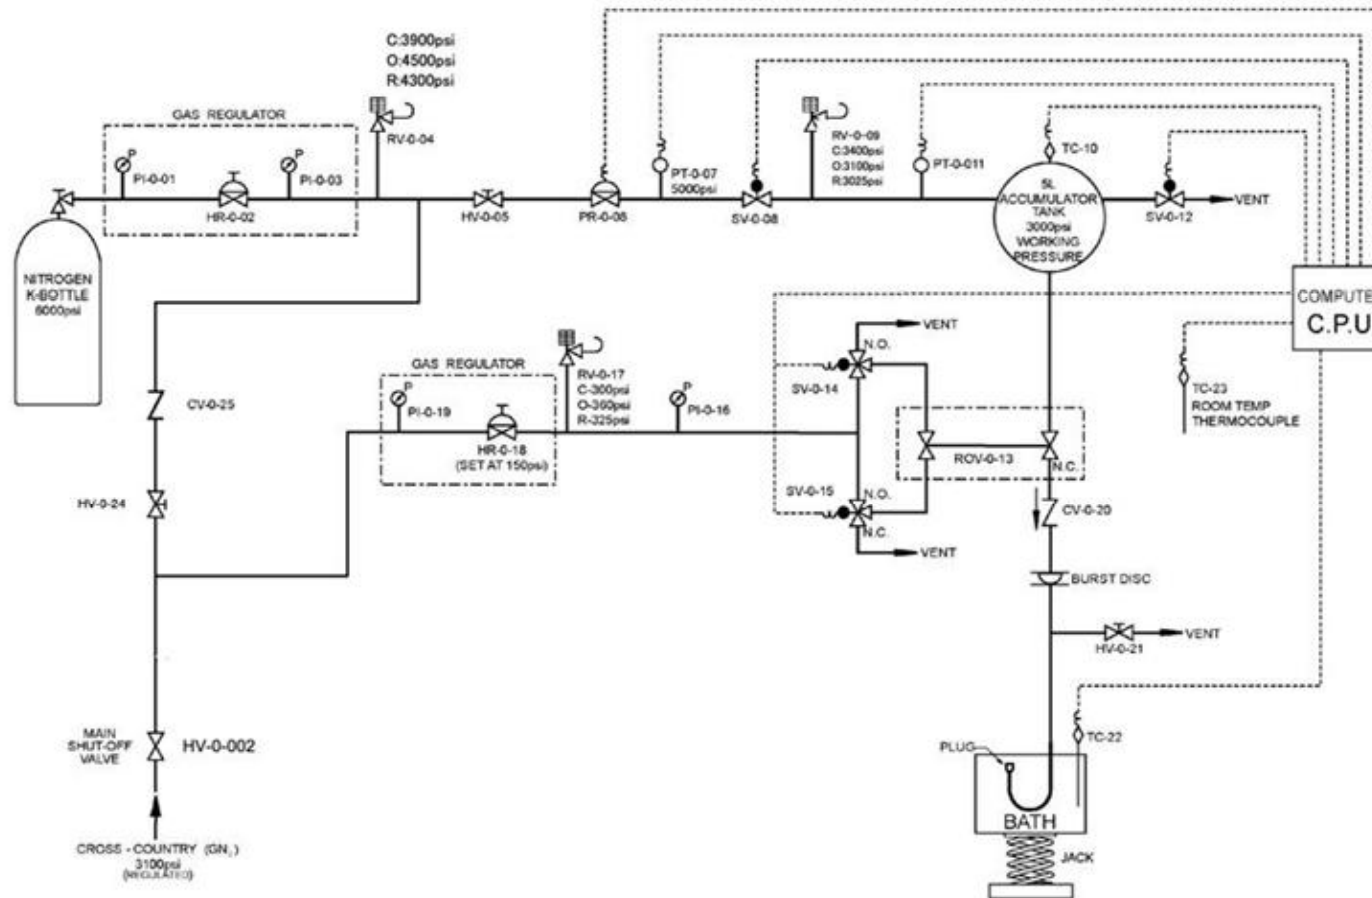 C:3900psi
O:4500psi
R:4300psi
GAS REGULATOR
RV-0-04
P
PI-0-01
P
PI-0-03
HR-0-02
HV-0-05
PR-0-06
PT-0-07
5000psi
SV-0-08
RV-0-09
C:3400psi
O:3100psi
R:3025psi
PT-0-011
TC-10
5L
ACCUMULATOR
TANK
3000psi
WORKING
PRESSURE
SV-0-12
VENT
NITROGEN
K-BOTTLE
6000psi
COMPUTE
C.P.U
TC-23
ROOM TEMP
THERMOCOUPLE
VENT
N.O.
SV-0-14
GAS REGULATOR
RV-0-17
C-300psi
O-360psi
R-325psi
P
PI-0-19
P
PI-0-16
HR-0-18
(SET AT 150psi)
CV-0-25
ROV-0-13
N.C.
SV-0-15
N.O.
N.C.
VENT
HV-0-24
CV-0-20
BURST DISC
HV-0-21
VENT
MAIN
SHUT-OFF
VALVE
HV-0-002
TC-22
PLUG
BATH
JACK
CROSS - COUNTRY (GN₂)
3100psi
(REGULATED)